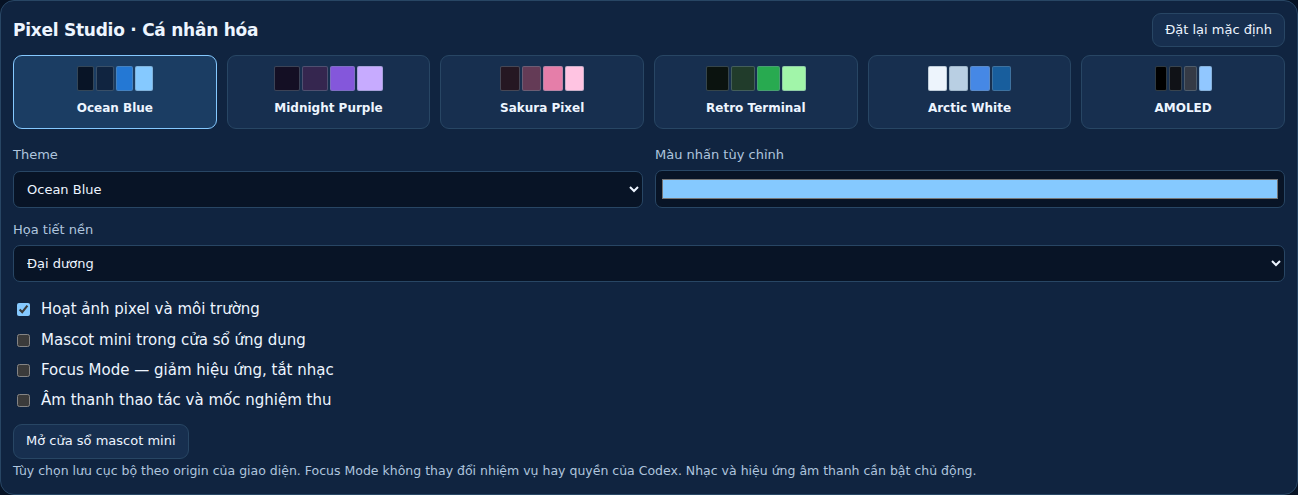 Pixel Studio · Cá nhân hóa
Đặt lại mặc định
Ocean Blue
Midnight Purple
Sakura Pixel
Retro Terminal
Arctic White
AMOLED
Theme
Màu nhấn tùy chỉnh
Ocean Blue
Họa tiết nền
Đại dương
Hoạt ảnh pixel và môi trường
Mascot mini trong cửa sổ ứng dụng
Focus Mode — giảm hiệu ứng, tắt nhạc
Âm thanh thao tác và mốc nghiệm thu
Mở cửa sổ mascot mini
Tùy chọn lưu cục bộ theo origin của giao diện. Focus Mode không thay đổi nhiệm vụ hay quyền của Codex. Nhạc và hiệu ứng âm thanh cần bật chủ động.